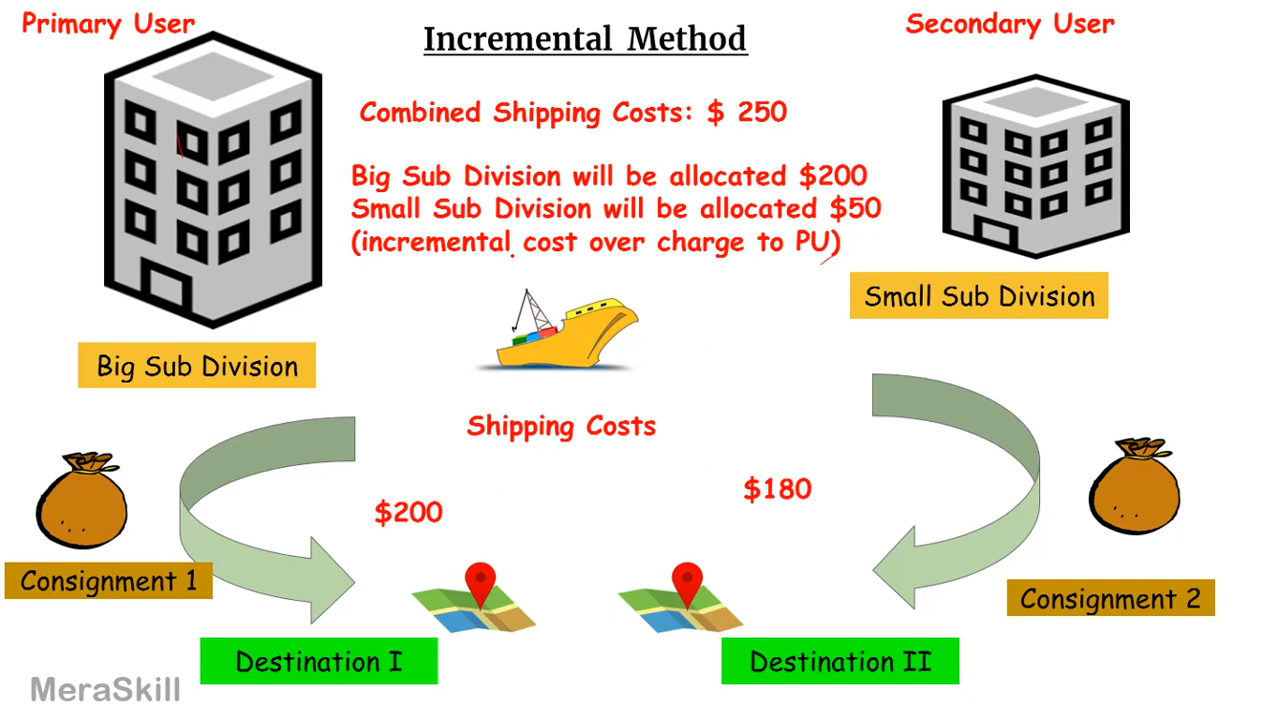 Primary User
Incremental Method
Secondary User
Combined Shipping Costs: $ 250
Big Sub Division will be allocated $200
Small Sub Division will be allocated $50
(incremental cost over charge to PU)
Small Sub Division
Big Sub Division
Shipping Costs
$180
$200
Consignment 1
Consignment 2
Destination I
Destination II
MeraSkill